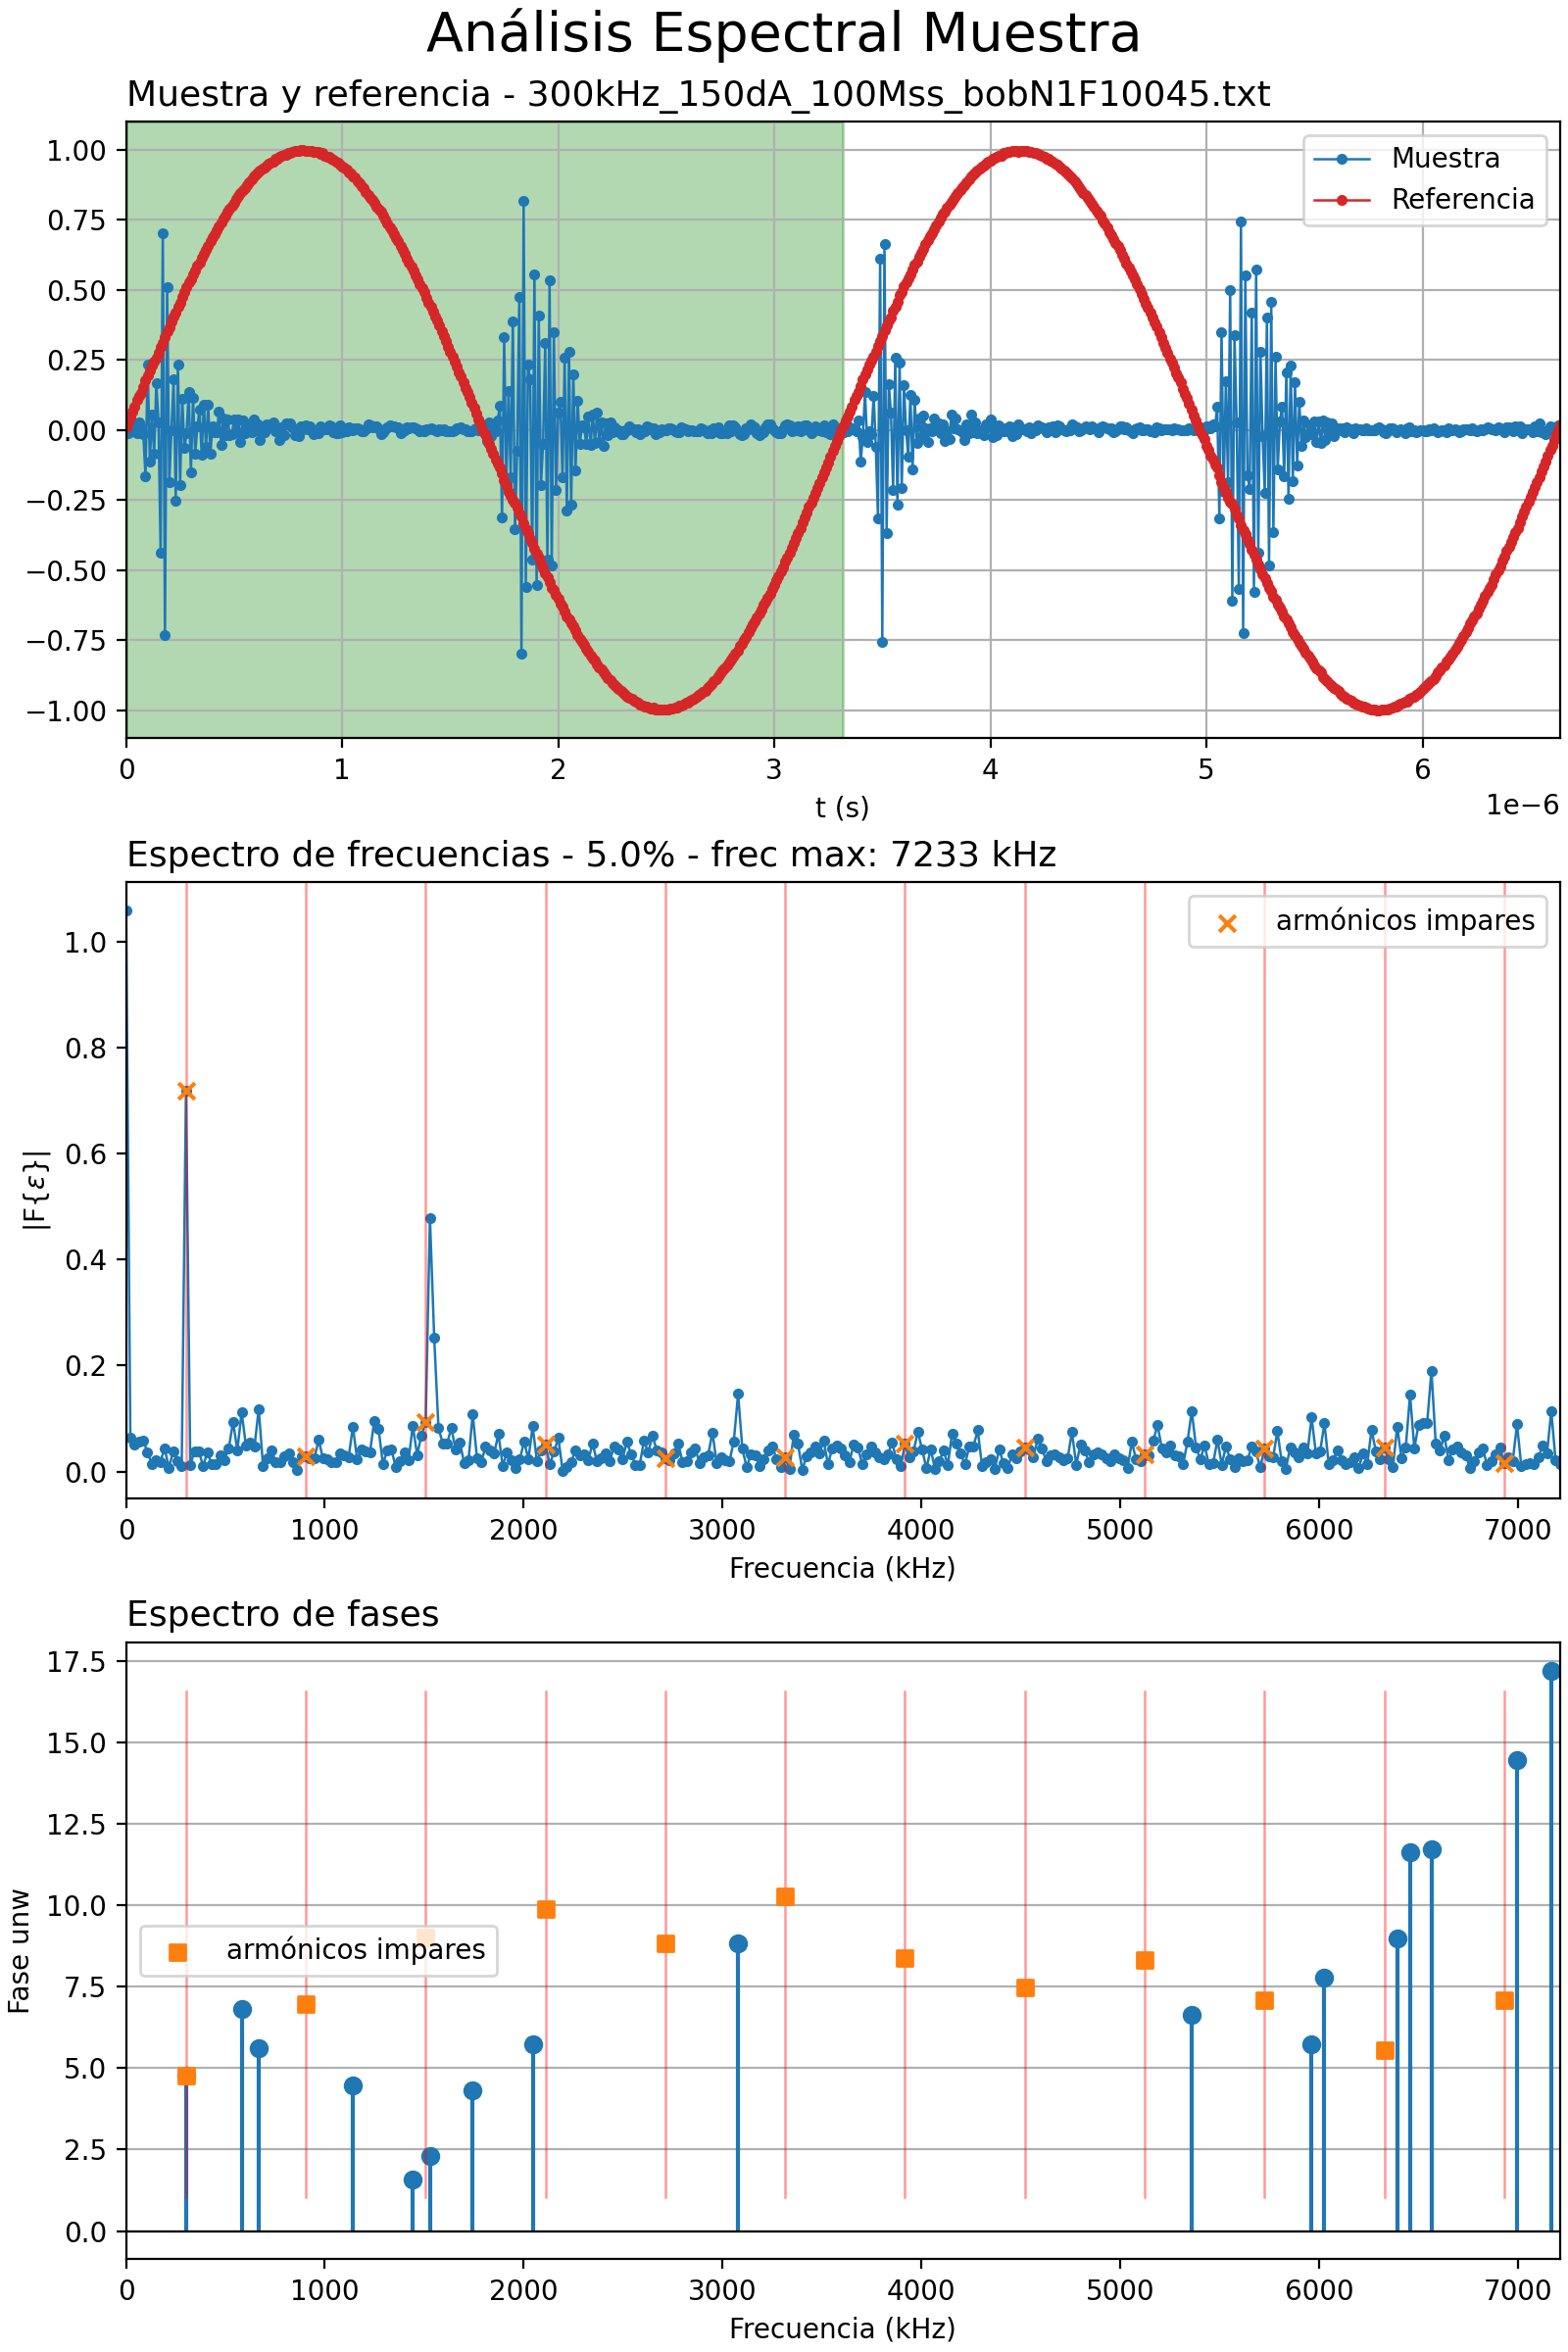 Análisis Espectral Muestra
Muestra y referencia - 300kHz_150dA_100Mss_bobN1F10045.txt
1.00
0.75
0.50
0.25
0.00
−0.25
−0.50
−0.75
−1.00
Muestra
Referencia
0 1 2 3 4 5 6
t (s)
1e−6
Espectro de frecuencias - 5.0% - frec max: 7233 kHz
|F{ε}|
1.0
0.8
0.6
0.4
0.2
0.0
armónicos impares
0 1000 2000 3000 4000 5000 6000 7000
Frecuencia (kHz)
Espectro de fases
Fase unw
17.5
15.0
12.5
10.0
7.5
5.0
2.5
0.0
armónicos impares
0 1000 2000 3000 4000 5000 6000 7000
Frecuencia (kHz)